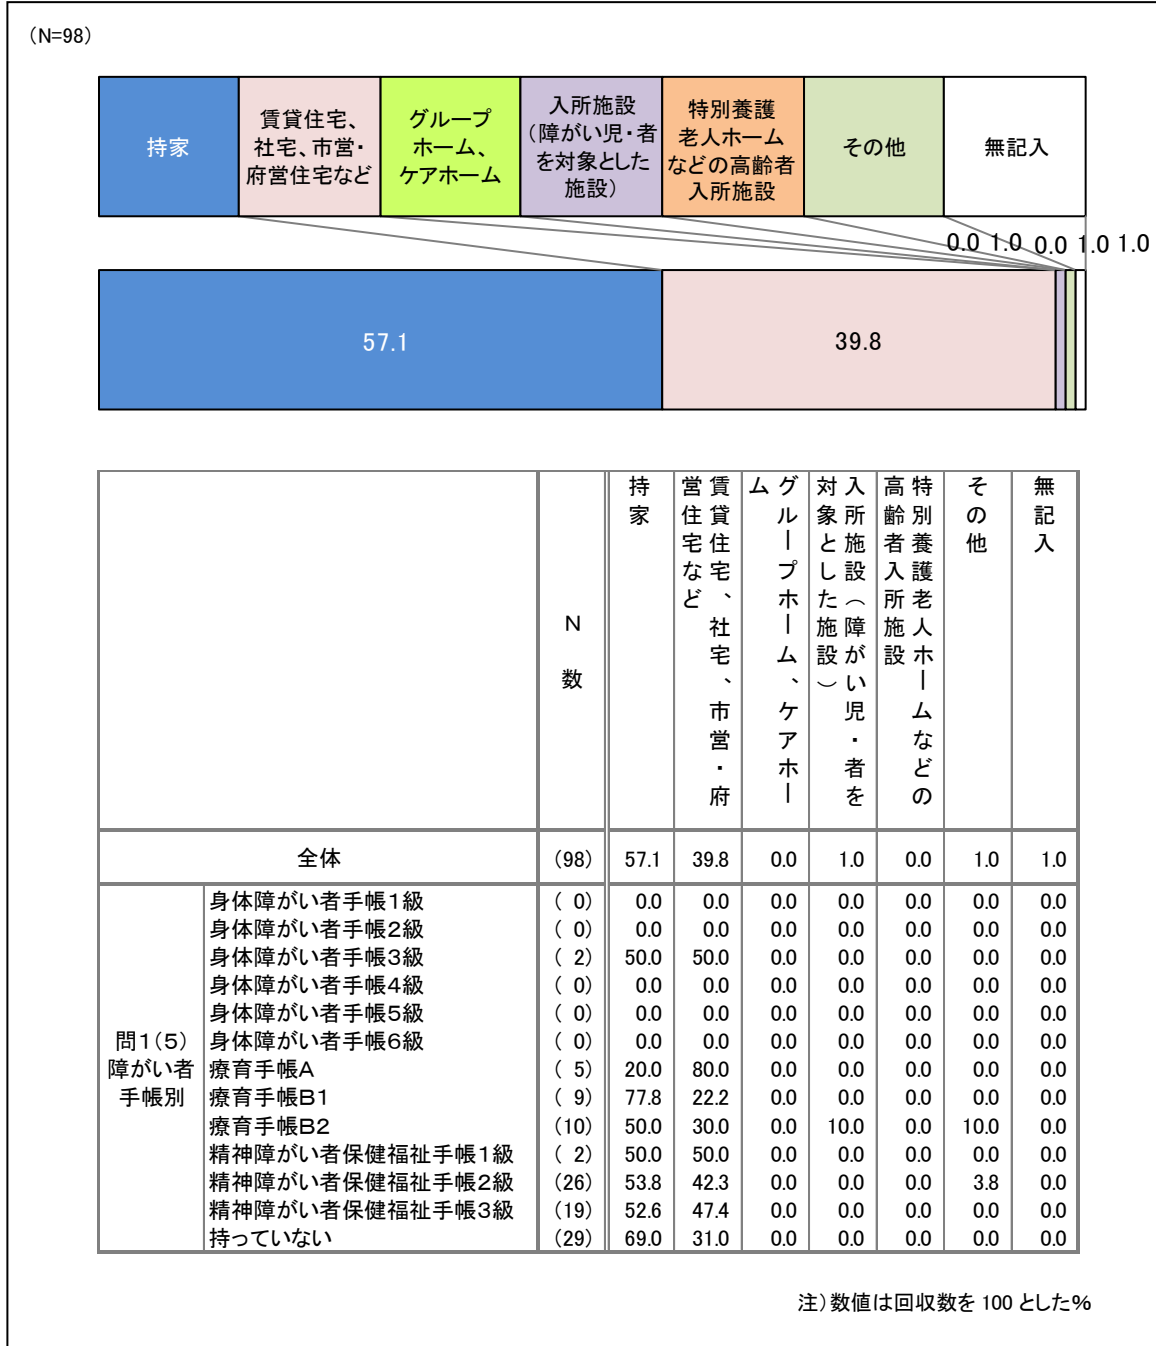 (N=98)
持家
賃貸住宅、
社宅、市営・
府営住宅など
グループ
ホーム、
ケアホーム
入所施設
(障がい児・者
を対象とした
施設)
特別養護
老人ホーム
などの高齢者
入所施設
その他
無記入
0.0 1.0 0.0 1.0 1.0
57.1
39.8
N数
持家
賃貸住宅、社宅、市営・府
営住宅など
グループホーム、ケアホー
ム
入所施設(障がい児・者を
対象とした施設)
特別養護老人ホームなどの
高齢者入所施設
その他
無記入
全体 (98) 57.1 39.8 0.0 1.0 0.0 1.0 1.0
問1(5)
障がい者
手帳別
身体障がい者手帳1級 ( 0) 0.0 0.0 0.0 0.0 0.0 0.0 0.0
身体障がい者手帳2級 ( 0) 0.0 0.0 0.0 0.0 0.0 0.0 0.0
身体障がい者手帳3級 ( 2) 50.0 50.0 0.0 0.0 0.0 0.0 0.0
身体障がい者手帳4級 ( 0) 0.0 0.0 0.0 0.0 0.0 0.0 0.0
身体障がい者手帳5級 ( 0) 0.0 0.0 0.0 0.0 0.0 0.0 0.0
身体障がい者手帳6級 ( 0) 0.0 0.0 0.0 0.0 0.0 0.0 0.0
療育手帳A ( 5) 20.0 80.0 0.0 0.0 0.0 0.0 0.0
療育手帳B1 ( 9) 77.8 22.2 0.0 0.0 0.0 0.0 0.0
療育手帳B2 (10) 50.0 30.0 0.0 10.0 0.0 10.0 0.0
精神障がい者保健福祉手帳1級 ( 2) 50.0 50.0 0.0 0.0 0.0 0.0 0.0
精神障がい者保健福祉手帳2級 (26) 53.8 42.3 0.0 0.0 0.0 3.8 0.0
精神障がい者保健福祉手帳3級 (19) 52.6 47.4 0.0 0.0 0.0 0.0 0.0
持っていない (29) 69.0 31.0 0.0 0.0 0.0 0.0 0.0
注)数値は回収数を 100 とした%